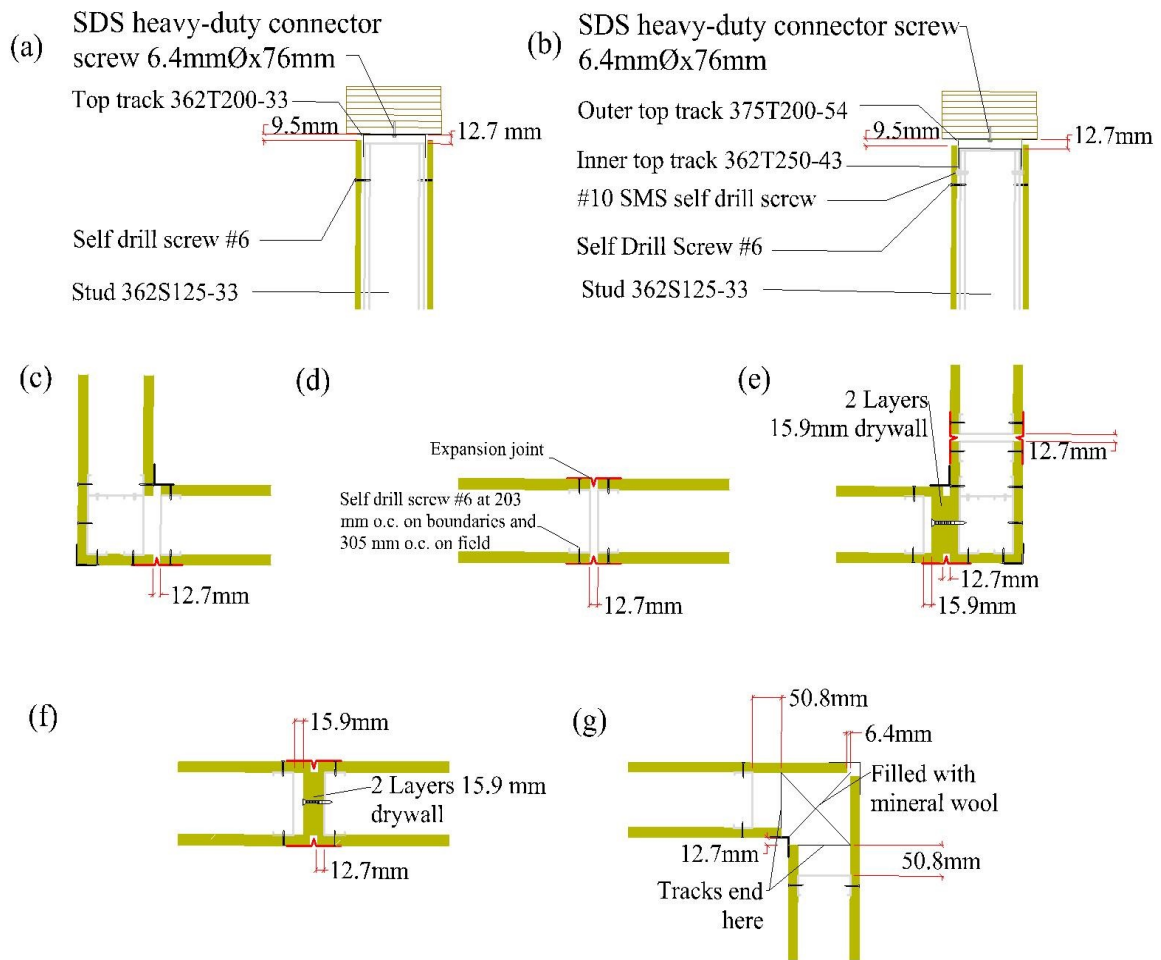 (a)
SDS heavy-duty connector
screw 6.4mmØx76mm
Top track 362T200-33
9.5mm
12.7 mm
Self drill screw #6
Stud 362S125-33
(b)
SDS heavy-duty connector screw
6.4mmØx76mm
Outer top track 375T200-54
9.5mm
12.7mm
Inner top track 362T250-43
#10 SMS self drill screw
Self Drill Screw #6
Stud 362S125-33
(c)
12.7mm
(d)
Expansion joint
Self drill screw #6 at 203
mm o.c. on boundaries and
305 mm o.c. on field
12.7mm
(e)
2 Layers
15.9mm drywall
12.7mm
12.7mm
15.9mm
(f)
15.9mm
2 Layers 15.9 mm
drywall
12.7mm
(g)
50.8mm
6.4mm
Filled with
mineral wool
12.7mm
50.8mm
Tracks end
here